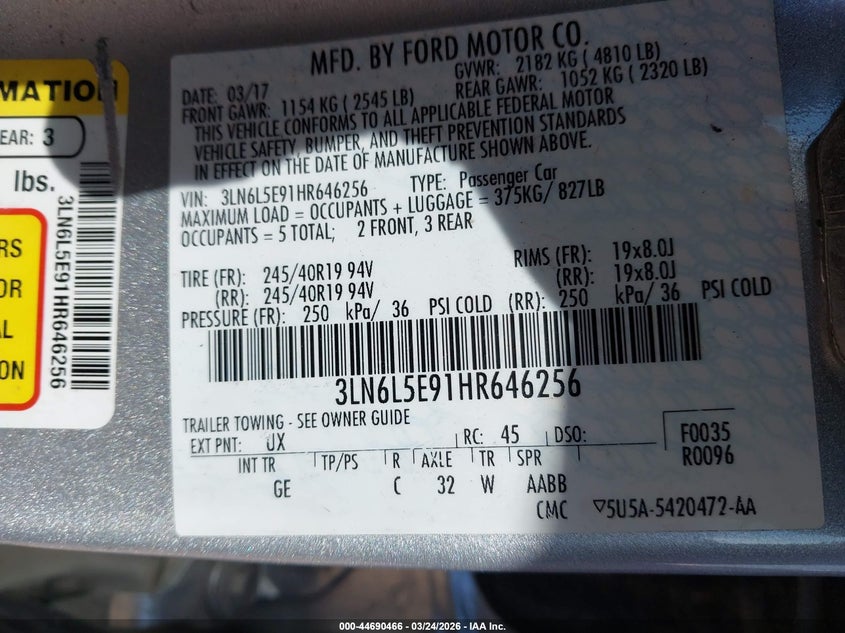 MFD. BY FORD MOTOR CO.
DATE: 03/17
GVWR: 2182 KG ( 4810 LB)
FRONT GAWR: 1154 KG ( 2545 LB)
REAR GAWR: 1052 KG ( 2320 LB)
THIS VEHICLE CONFORMS TO ALL APPLICABLE FEDERAL MOTOR
VEHICLE SAFETY, BUMPER, AND THEFT PREVENTION STANDARDS
IN EFFECT ON THE DATE OF MANUFACTURE SHOWN ABOVE.
VIN: 3LN6L5E91HR646256 TYPE: Passenger Car
MAXIMUM LOAD = OCCUPANTS + LUGGAGE = 375KG/ 827LB
OCCUPANTS = 5 TOTAL; 2 FRONT, 3 REAR
TIRE (FR): 245/40R19 94V RIMS (FR): 19x8.0J
(RR): 245/40R19 94V (RR): 19x8.0J
PRESSURE (FR): 250 kPa/ 36 PSI COLD (RR): 250 kPa/ 36 PSI COLD
3LN6L5E91HR646256
TRAILER TOWING - SEE OWNER GUIDE
EXT PNT: UX RC: 45 DSO: F0035
R0096
INT TR TP/PS R AXLE TR SPR
GE C 32 W AABB
CMC ▽5U5A-5420472-AA
MATION
EAR: 3
lbs.
3LN6L5E91HR646256
RS
OR
AL
ON
000-44690466 - 03/24/2026 - IAA Inc.